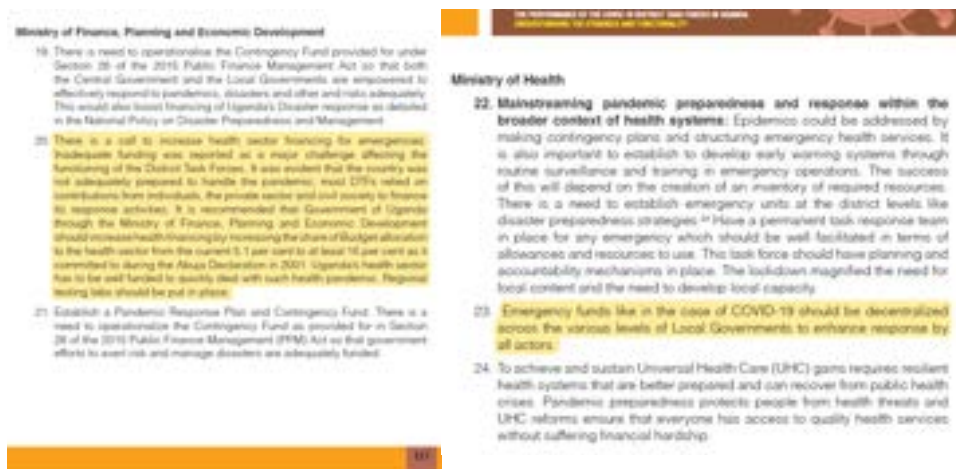 Ministry of Finance, Planning and Economic Development
19. There is need to operationalise the Contingency Fund provided for under
Section 26 of the 2015 Public Finance Management Act so that both
the Central Government and the Local Governments are empowered to
effectively respond to pandemics, disasters and other and risks adequately.
This would also boost financing of Uganda's Disaster response as detailed
in the National Policy on Disaster Preparedness and Management.
20. There is a call to increase health sector financing for emergencies.
Inadequate funding was reported as a major challenge affecting the
functioning of the District Task Forces. It was evident that the country was
not adequately prepared to handle the pandemic; most DTFs relied on
contributions from individuals, the private sector and civil society to finance
its response activities. It is recommended that Government of Uganda
through the Ministry of Finance, Planning and Economic Development
should increase health financing by increasing the share of Budget allocation
to the health sector from the current 5.1 per cent to at least 15 per cent as it
committed to during the Abuja Declaration in 2001. Uganda's health sector
has to be well funded to quickly deal with such health pandemic. Regional
testing labs should be put in place.
21. Establish a Pandemic Response Plan and Contingency Fund. There is a
need to operationalize the Contingency Fund as provided for in Section
26 of the 2015 Public Finance Management (PFM) Act so that government
efforts to avert risk and manage disasters are adequately funded.
THE PERFORMANCE OF THE COVID-19 DISTRICT TASK FORCES IN UGANDA
UNDERSTANDING THE DYNAMICS AND FUNCTIONALITY
Ministry of Health
22. Mainstreaming pandemic preparedness and response within the
broader context of health systems: Epidemics could be addressed by
making contingency plans and structuring emergency health services. It
is also important to establish to develop early warning systems through
routine surveillance and training in emergency operations. The success
of this will depend on the creation of an inventory of required resources.
There is a need to establish emergency units at the district levels like
disaster preparedness strategies. Have a permanent task response team
in place for any emergency which should be well facilitated in terms of
allowances and resources to use. This task force should have planning and
accountability mechanisms in place. The lockdown magnified the need for
local content and the need to develop local capacity.
23. Emergency funds like in the case of COVID-19 should be decentralized
across the various levels of Local Governments to enhance response by
all actors.
24. To achieve and sustain Universal Health Care (UHC) gains requires resilient
health systems that are better prepared and can recover from public health
crises. Pandemic preparedness protects people from health threats and
UHC reforms ensure that everyone has access to quality health services
without suffering financial hardship.